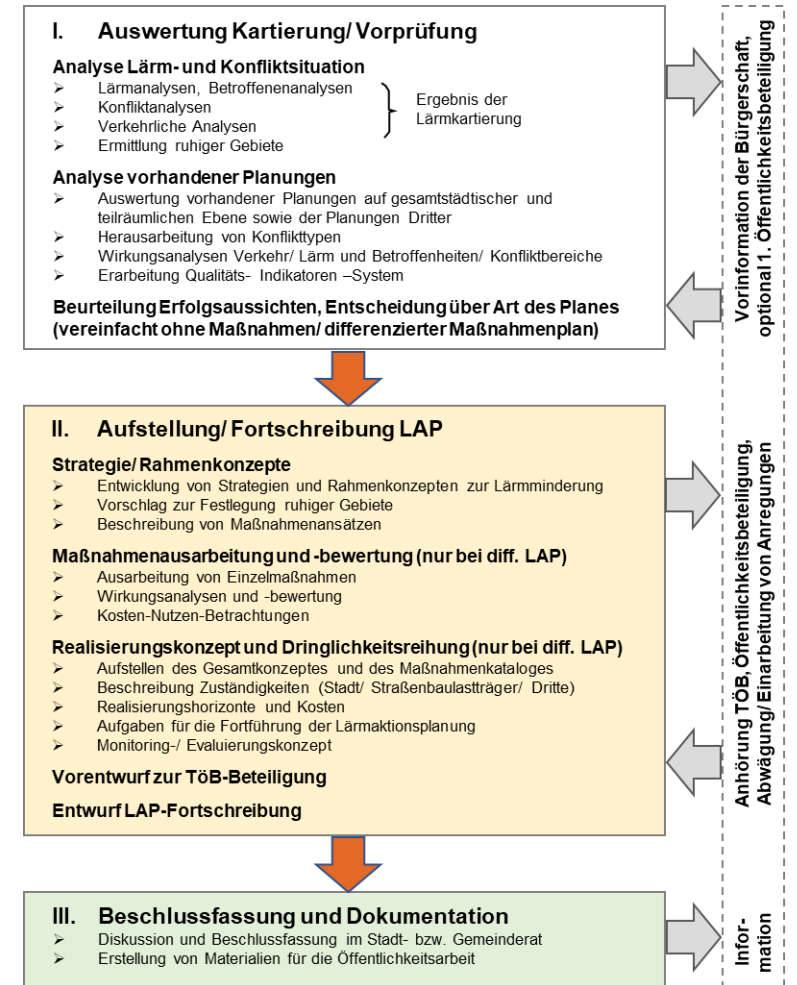 I. Auswertung Kartierung/ Vorprüfung
Analyse Lärm- und Konfliktsituation
➢ Lärmanalysen, Betroffenenanalysen
➢ Konfliktanalysen
➢ Verkehrliche Analysen
➢ Ermittlung ruhiger Gebiete
Ergebnis der
Lärmkartierung
Analyse vorhandener Planungen
➢ Auswertung vorhandener Planungen auf gesamtstädtischer und
teilräumlichen Ebene sowie der Planungen Dritter
➢ Herausarbeitung von Konflikttypen
➢ Wirkungsanalysen Verkehr/ Lärm und Betroffenheiten/ Konfliktbereiche
➢ Erarbeitung Qualitäts- Indikatoren –System
Beurteilung Erfolgsaussichten, Entscheidung über Art des Planes
(vereinfacht ohne Maßnahmen/ differenzierter Maßnahmenplan)
Vorinformation der Bürgerschaft,
optional 1. Öffentlichkeitsbeteiligung
II. Aufstellung/ Fortschreibung LAP
Strategie/ Rahmenkonzepte
➢ Entwicklung von Strategien und Rahmenkonzepten zur Lärmminderung
➢ Vorschlag zur Festlegung ruhiger Gebiete
➢ Beschreibung von Maßnahmenansätzen
Maßnahmenausarbeitung und -bewertung (nur bei diff. LAP)
➢ Ausarbeitung von Einzelmaßnahmen
➢ Wirkungsanalysen und -bewertung
➢ Kosten-Nutzen-Betrachtungen
Realisierungskonzept und Dringlichkeitsreihung (nur bei diff. LAP)
➢ Aufstellen des Gesamtkonzeptes und des Maßnahmenkataloges
➢ Beschreibung Zuständigkeiten (Stadt/ Straßenbaulastträger/ Dritte)
➢ Realisierungshorizonte und Kosten
➢ Aufgaben für die Fortführung der Lärmaktionsplanung
➢ Monitoring-/ Evaluierungskonzept
Vorentwurf zur TöB-Beteiligung
Entwurf LAP-Fortschreibung
Anhörung TÖB, Öffentlichkeitsbeteiligung,
Abwägung/ Einarbeitung von Anregungen
III. Beschlussfassung und Dokumentation
➢ Diskussion und Beschlussfassung im Stadt- bzw. Gemeinderat
➢ Erstellung von Materialien für die Öffentlichkeitsarbeit
Infor-
mation